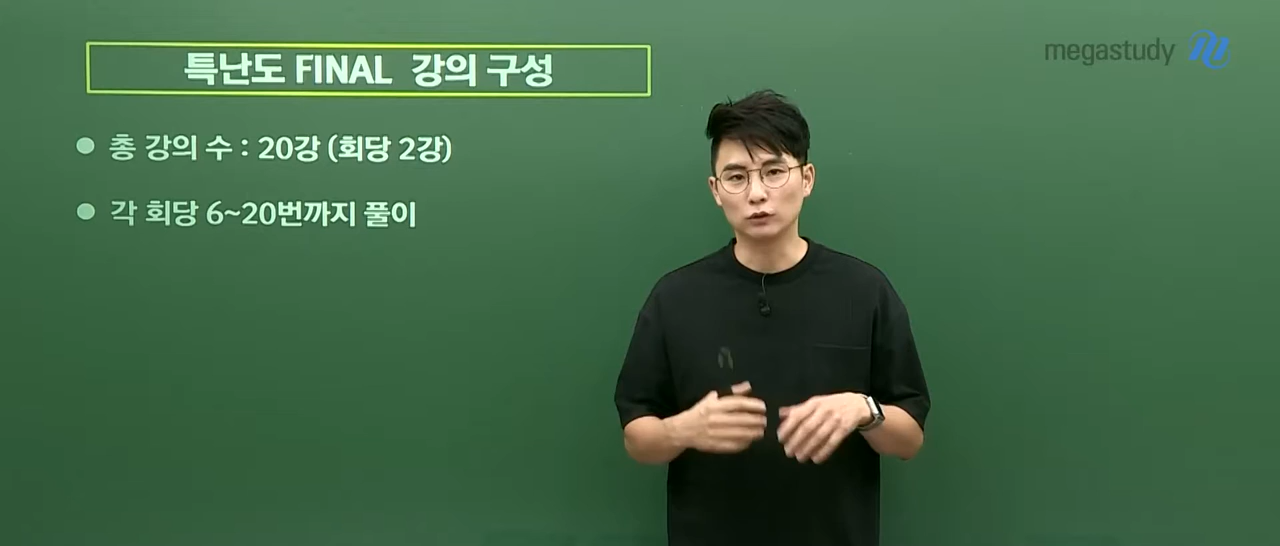 megastudy
특난도 FINAL 강의 구성
총 강의 수 : 20강 (회당 2강)
각 회당 6~20번까지 풀이